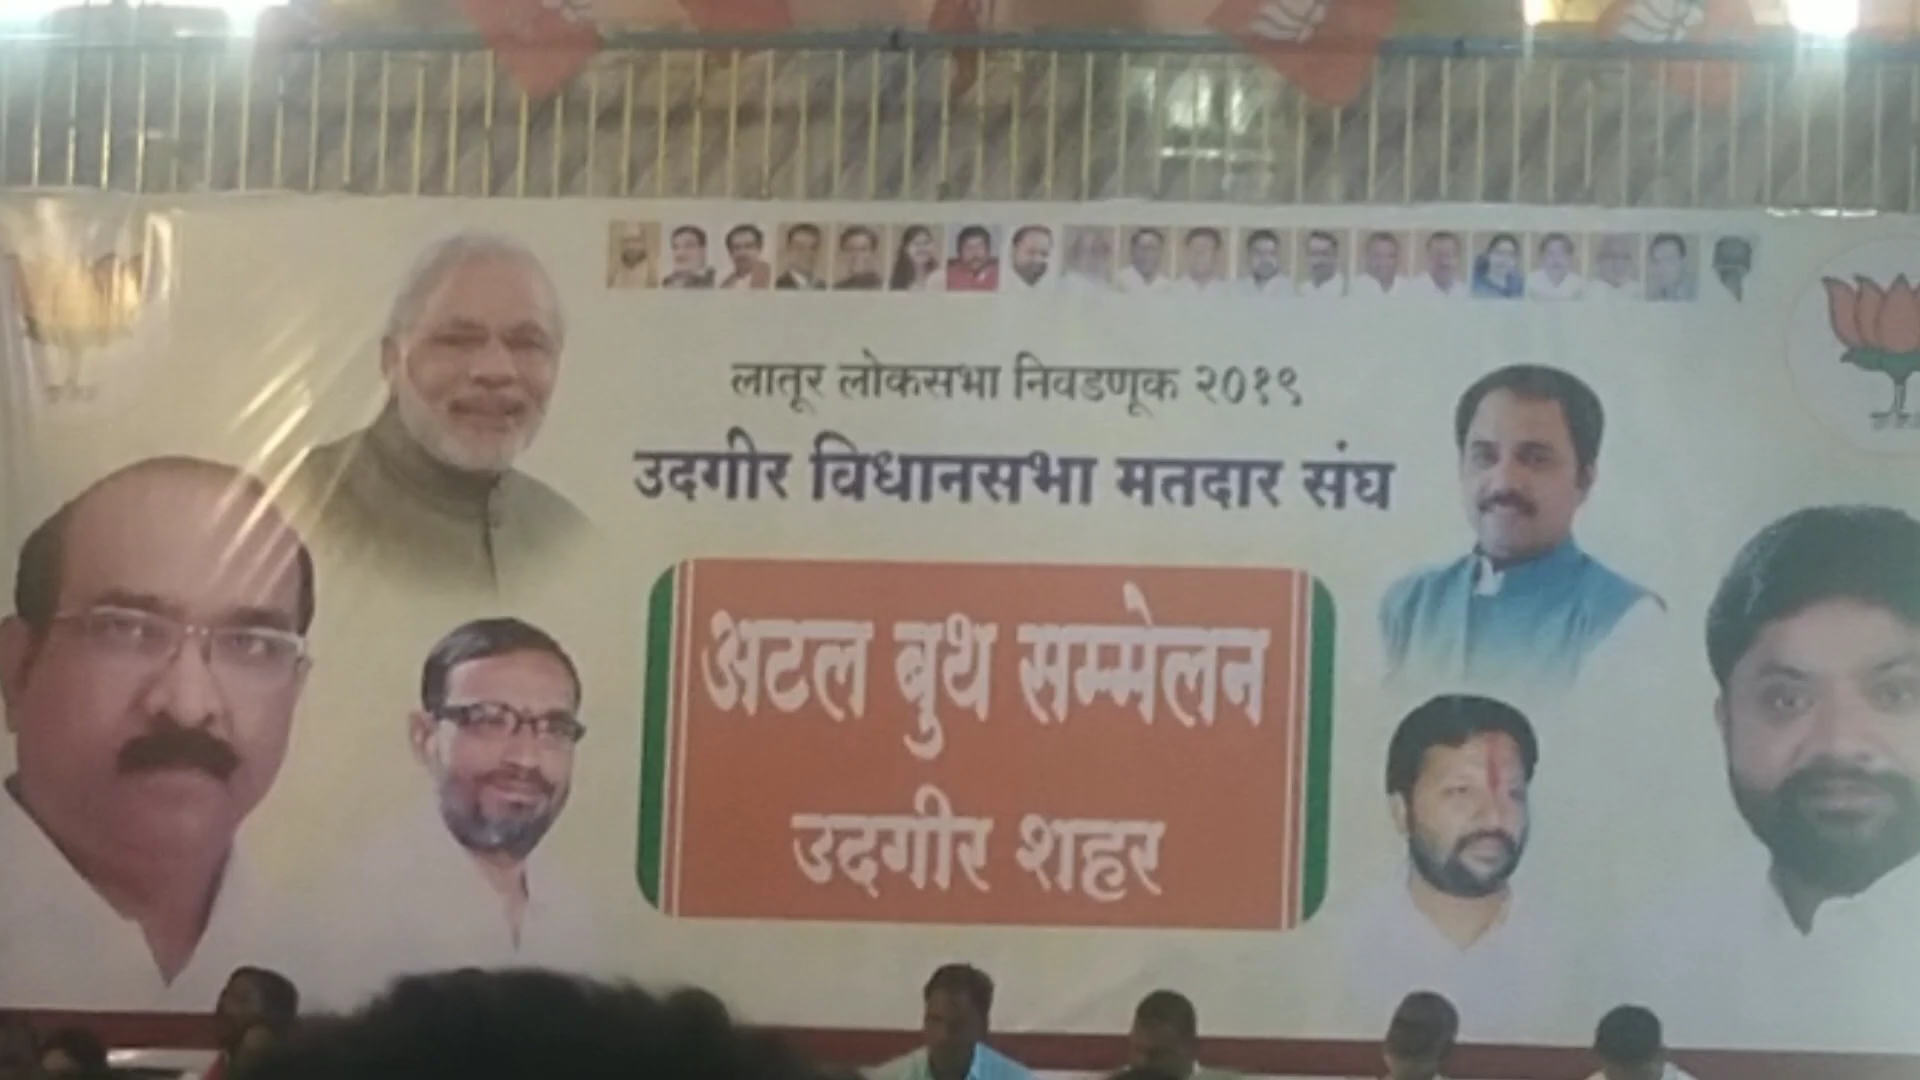 लातूर लोकसभा निवडणूक २०१९
उदगीर विधानसभा मतदार संघ
अटल बुथ सम्मेलन
उदगीर शहर